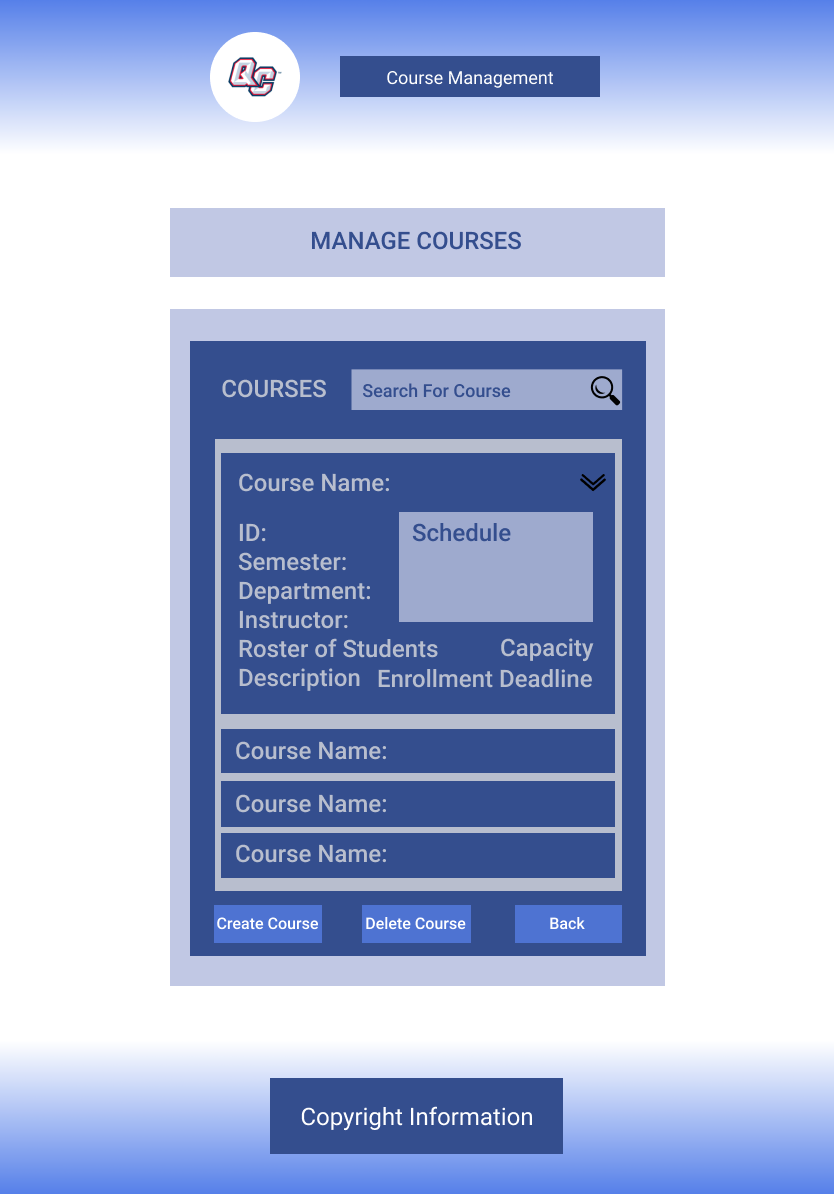 QC
Course Management
MANAGE COURSES
COURSES
Search For Course
Course Name:
ID:
Schedule
Semester:
Department:
Instructor:
Roster of Students
Capacity
Description
Enrollment Deadline
Course Name:
Course Name:
Course Name:
Create Course
Delete Course
Back
Copyright Information